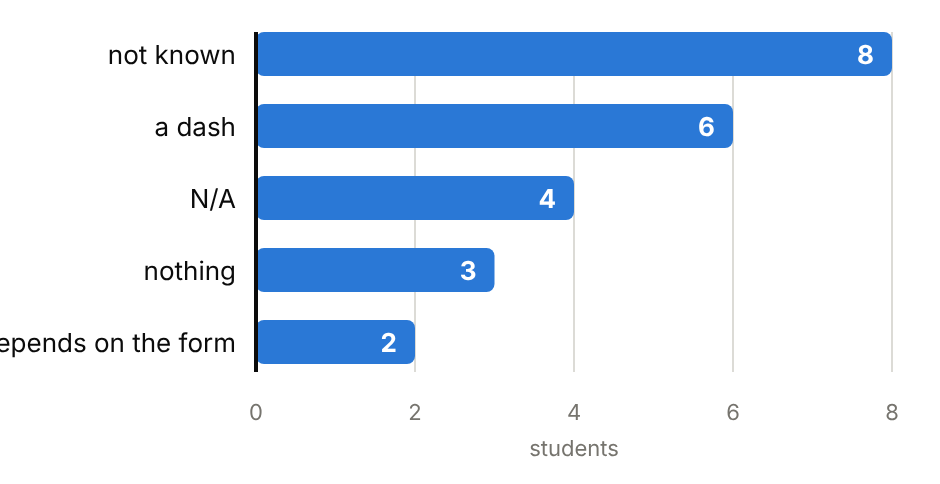 not known 8
a dash 6
N/A 4
nothing 3
epends on the form 2
0 2 4 6 8
students